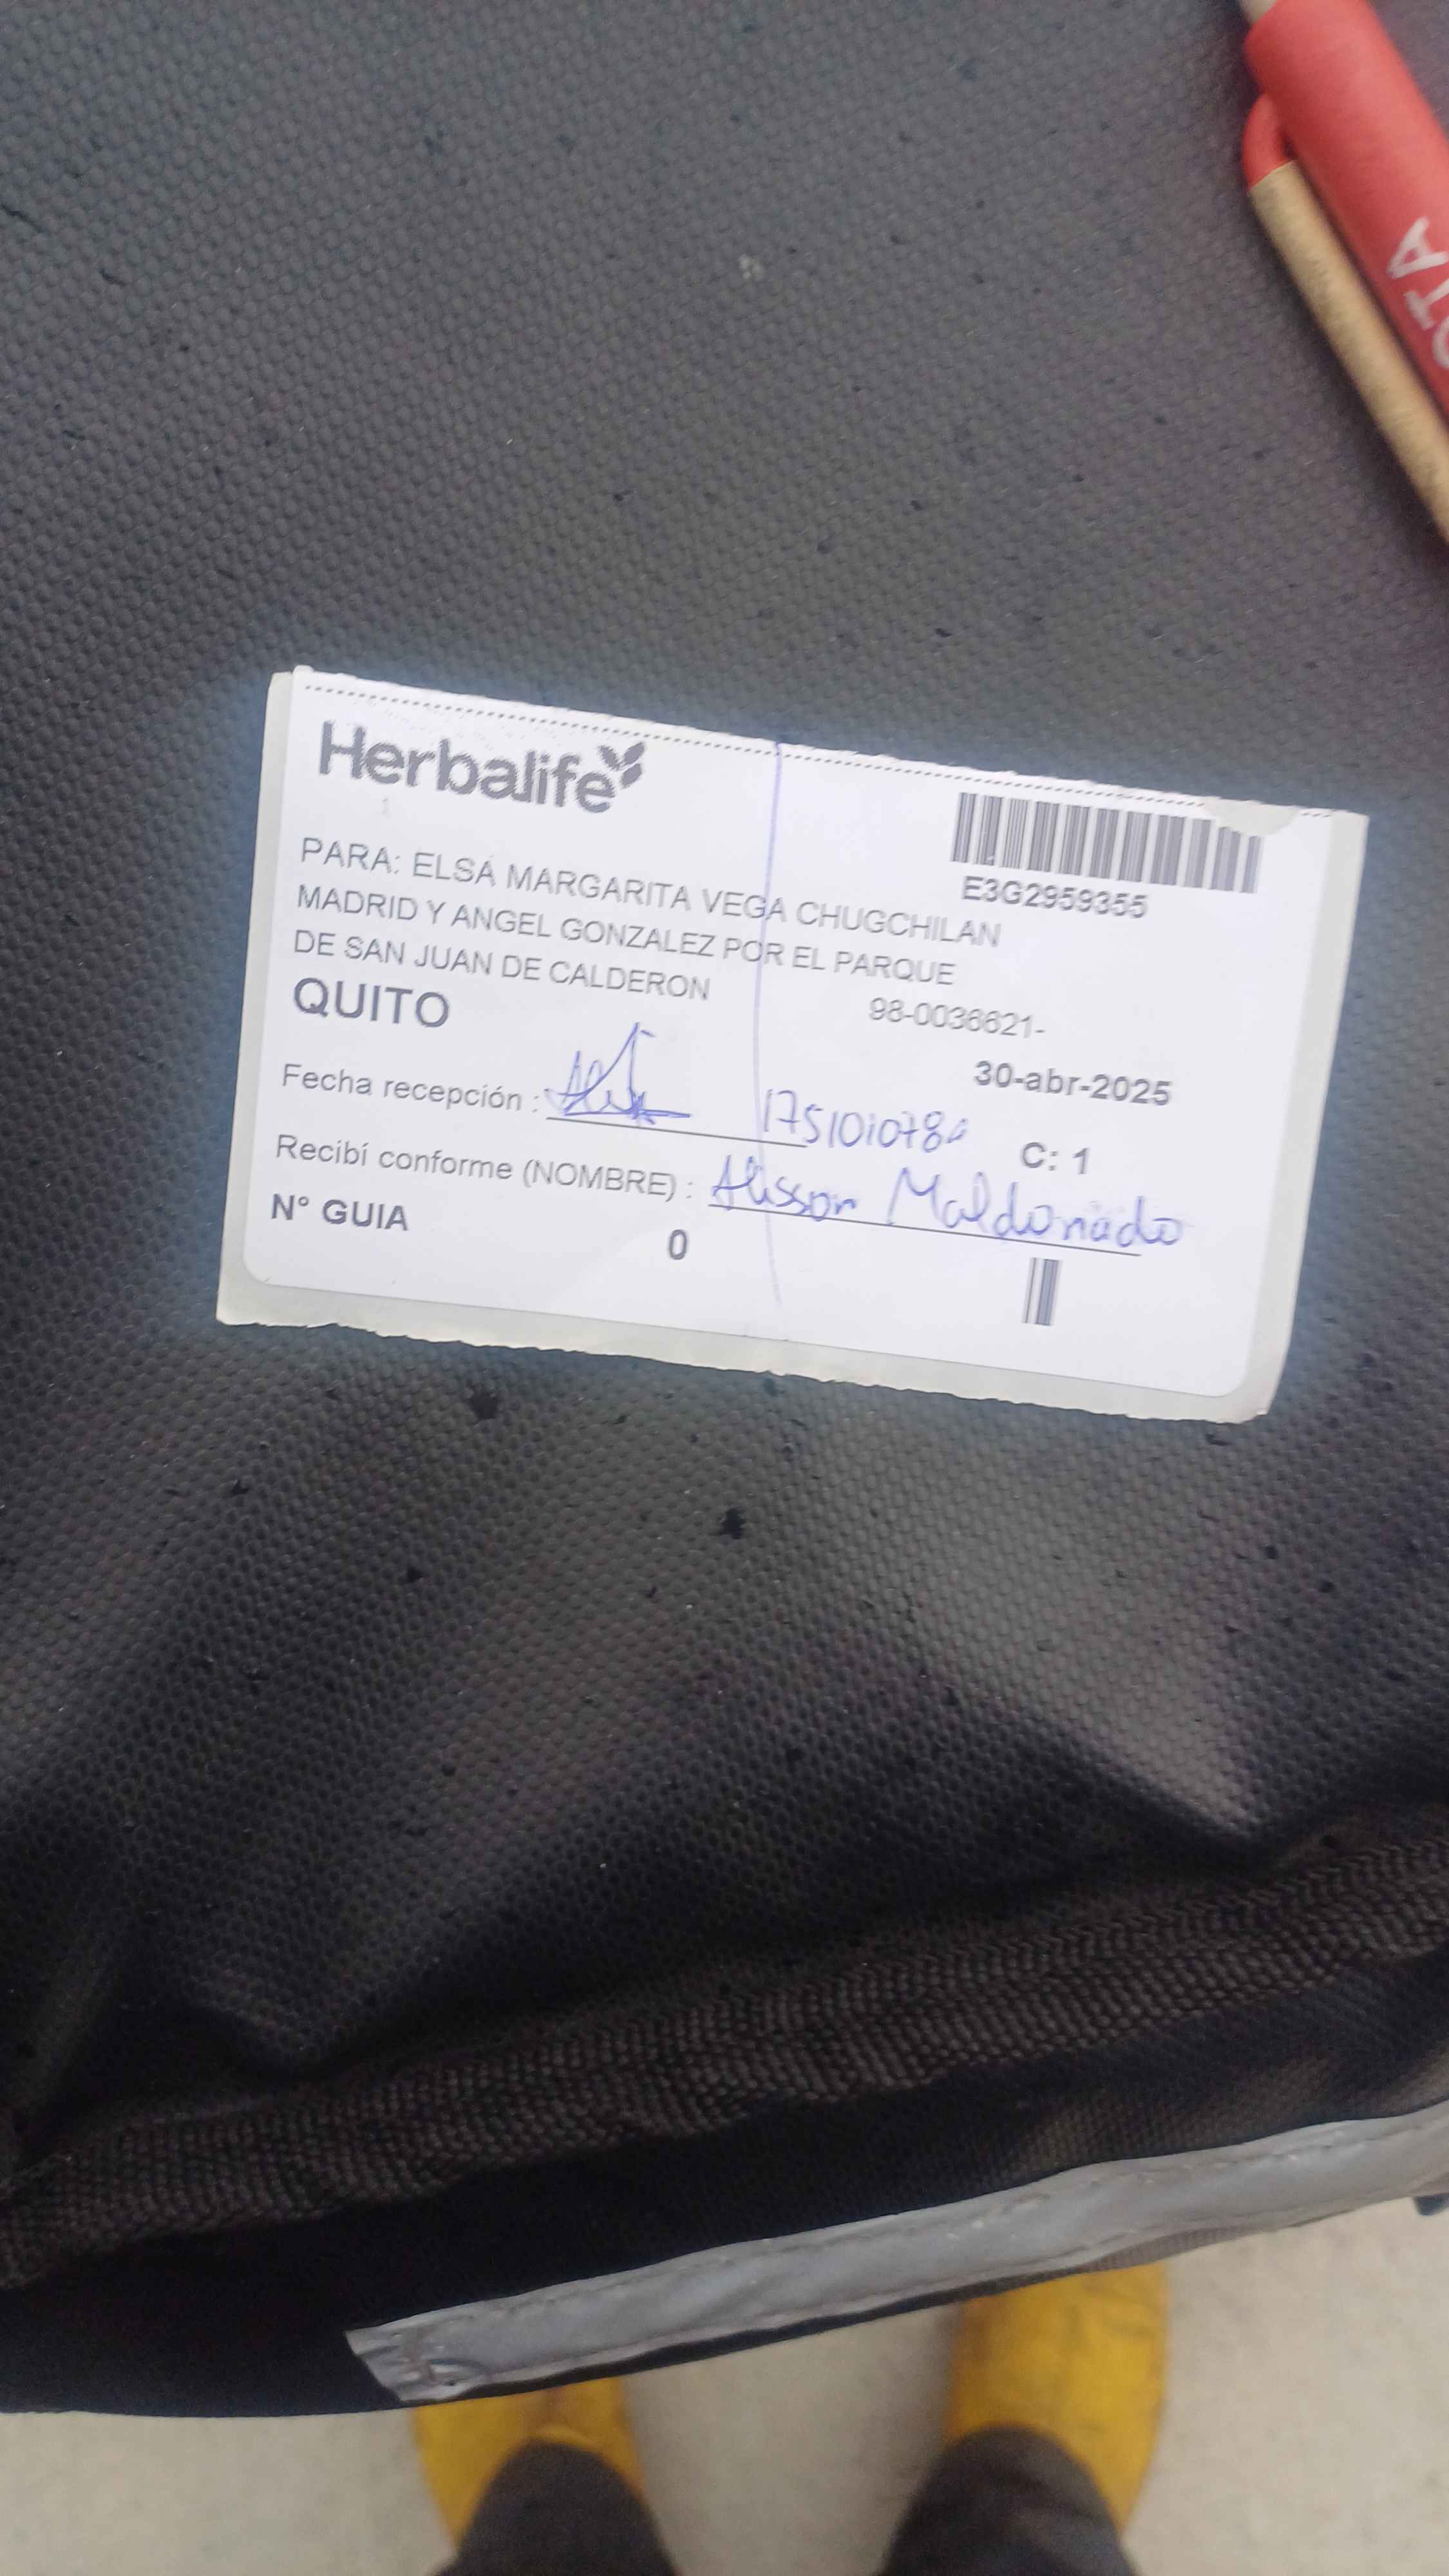 Herbalife
E3G2959355
PARA: ELSA MARGARITA VEGA CHUGCHILAN
MADRID Y ANGEL GONZALEZ POR EL PARQUE
DE SAN JUAN DE CALDERON
98-0036621-
QUITO
30-abr-2025
Fecha recepción :
C: 1
Recibí conforme (NOMBRE) : Alisson Maldonado
N° GUIA
0